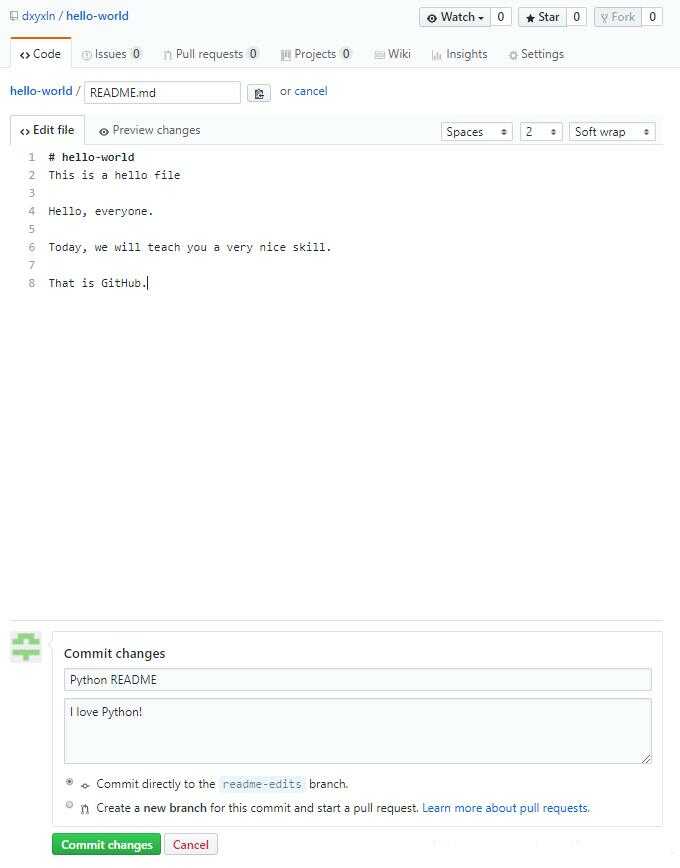 dxyxln / hello-world
Watch 0 Star 0 Fork 0
Code Issues 0 Pull requests 0 Projects 0 Wiki Insights Settings
hello-world / README.md or cancel
Edit file Preview changes Spaces 2 Soft wrap
1 # hello-world
2 This is a hello file
3
4 Hello, everyone.
5
6 Today, we will teach you a very nice skill.
7
8 That is GitHub.
Commit changes
Python README
I love Python!
Commit directly to the readme-edits branch.
Create a new branch for this commit and start a pull request. Learn more about pull requests.
Commit changes Cancel